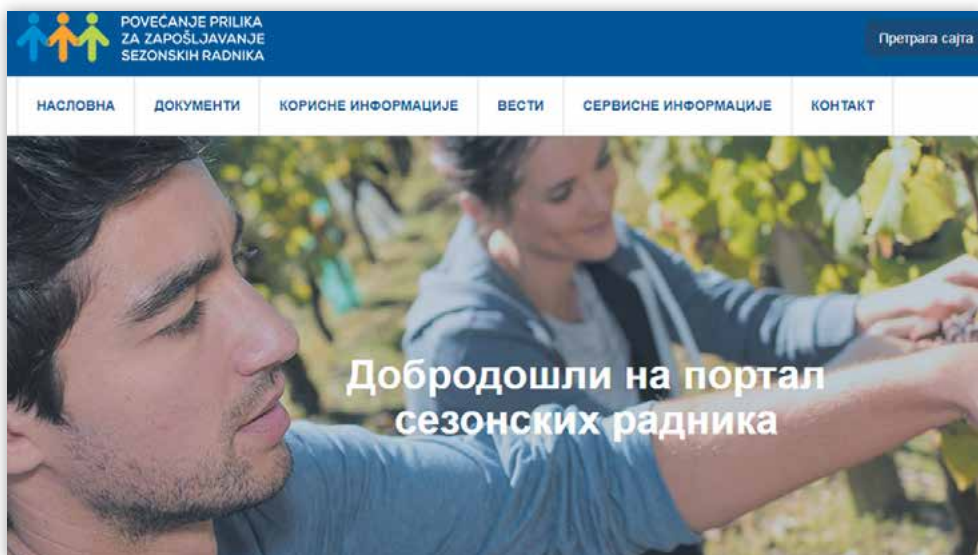 POVEĆANJE PRILIKA
ZA ZAPOŠLJAVANJE
SEZONSKIH RADNIKA
Претрага сајта
НАСЛОВНА ДОКУМЕНТИ КОРИСНЕ ИНФОРМАЦИЈЕ ВЕСТИ СЕРВИСНЕ ИНФОРМАЦИЈЕ КОНТАКТ
Добродошли на портал
сезонских радника